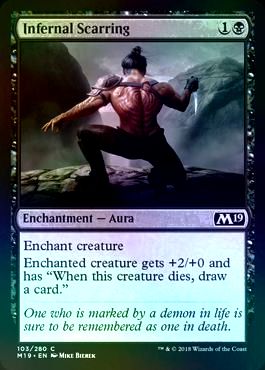 Infernal Scarring 1
Enchantment — Aura M19
Enchant creature
Enchanted creature gets +2/+0 and
has “When this creature dies, draw
a card.”
One who is marked by a demon in life is
sure to be remembered as one in death.
103/280 C
M19 • EN Mike Bierek
™ & © 2018 Wizards of the Coast